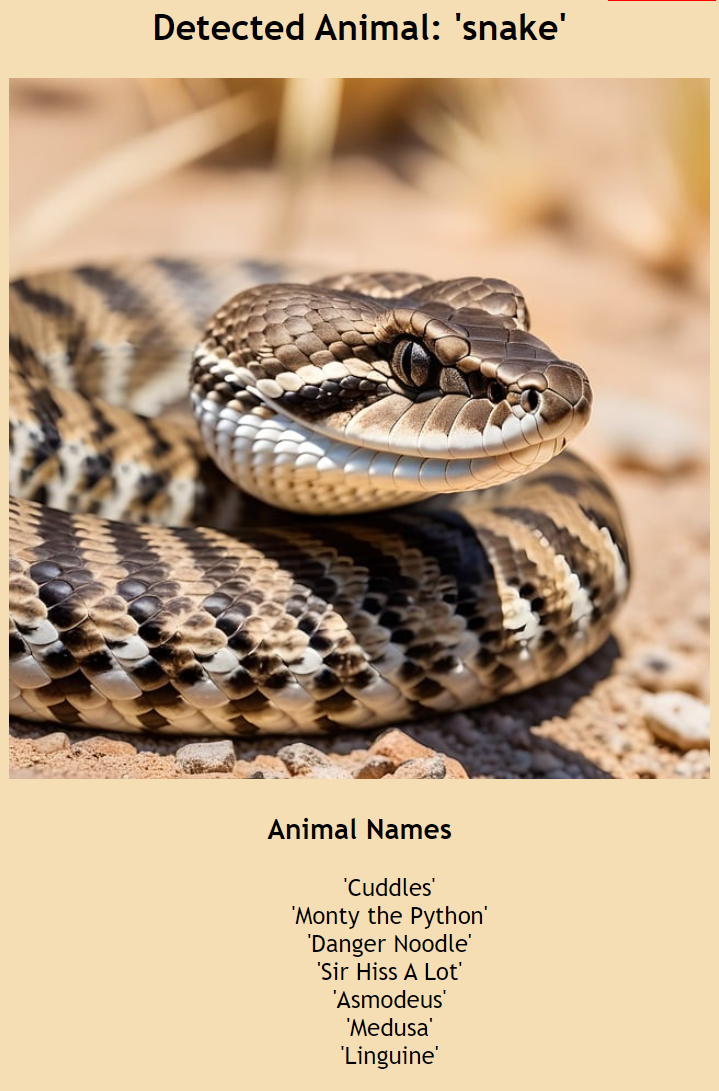 Detected Animal: 'snake'
Animal Names
'Cuddles'
'Monty the Python'
'Danger Noodle'
'Sir Hiss A Lot'
'Asmodeus'
'Medusa'
'Linguine'